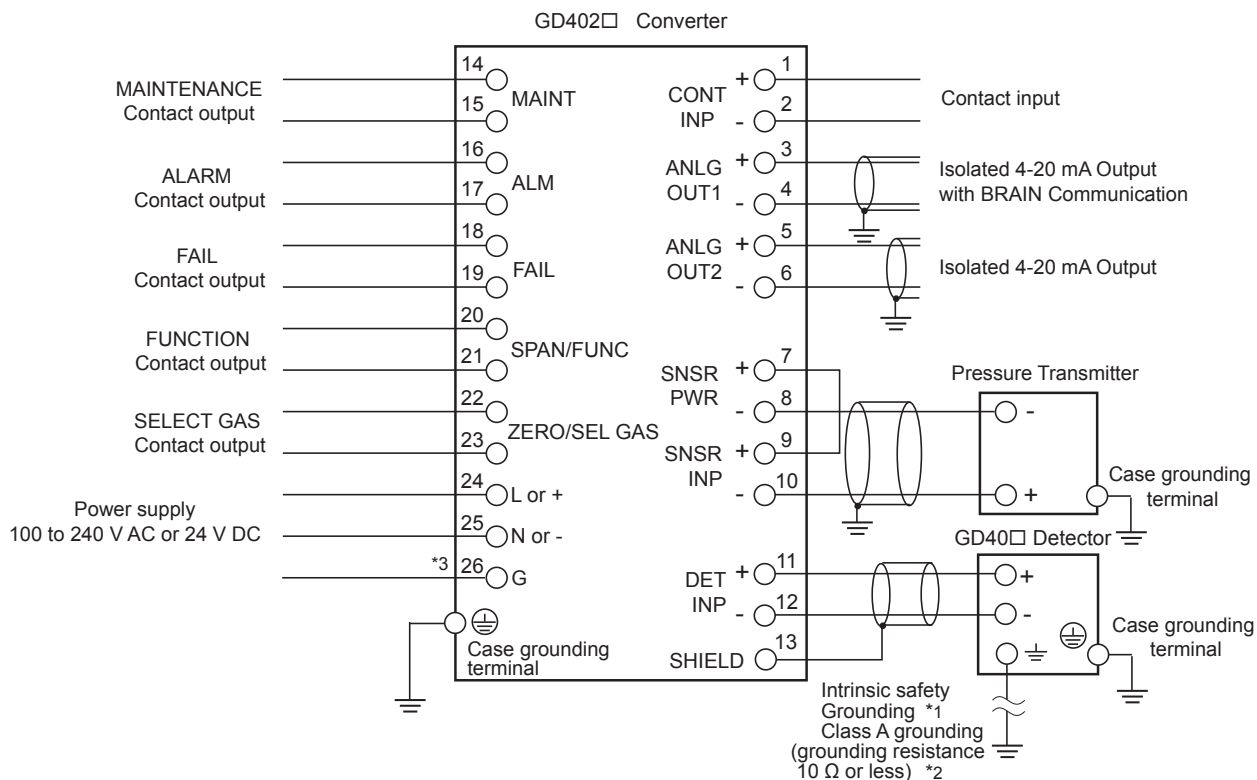 GD402□ Converter
MAINTENANCE
Contact output
14
15
MAINT
ALARM
Contact output
16
17
ALM
FAIL
Contact output
18
19
FAIL
FUNCTION
Contact output
20
21
SPAN/FUNC
SELECT GAS
Contact output
22
23
ZERO/SEL GAS
Power supply
100 to 240 V AC or 24 V DC
24
L or +
25
N or -
*3 26
G
Case grounding
terminal
CONT
INP
+ 1
- 2
Contact input
ANLG
OUT1
+ 3
- 4
Isolated 4-20 mA Output
with BRAIN Communication
ANLG
OUT2
+ 5
- 6
Isolated 4-20 mA Output
SNSR
PWR
+ 7
- 8
SNSR
INP
+ 9
- 10
Pressure Transmitter
-
+
Case grounding
terminal
DET
INP
+ 11
- 12
SHIELD 13
GD40□ Detector
+
-
Case grounding
terminal
Intrinsic safety
Grounding *1
Class A grounding
(grounding resistance
10 Ω or less) *2